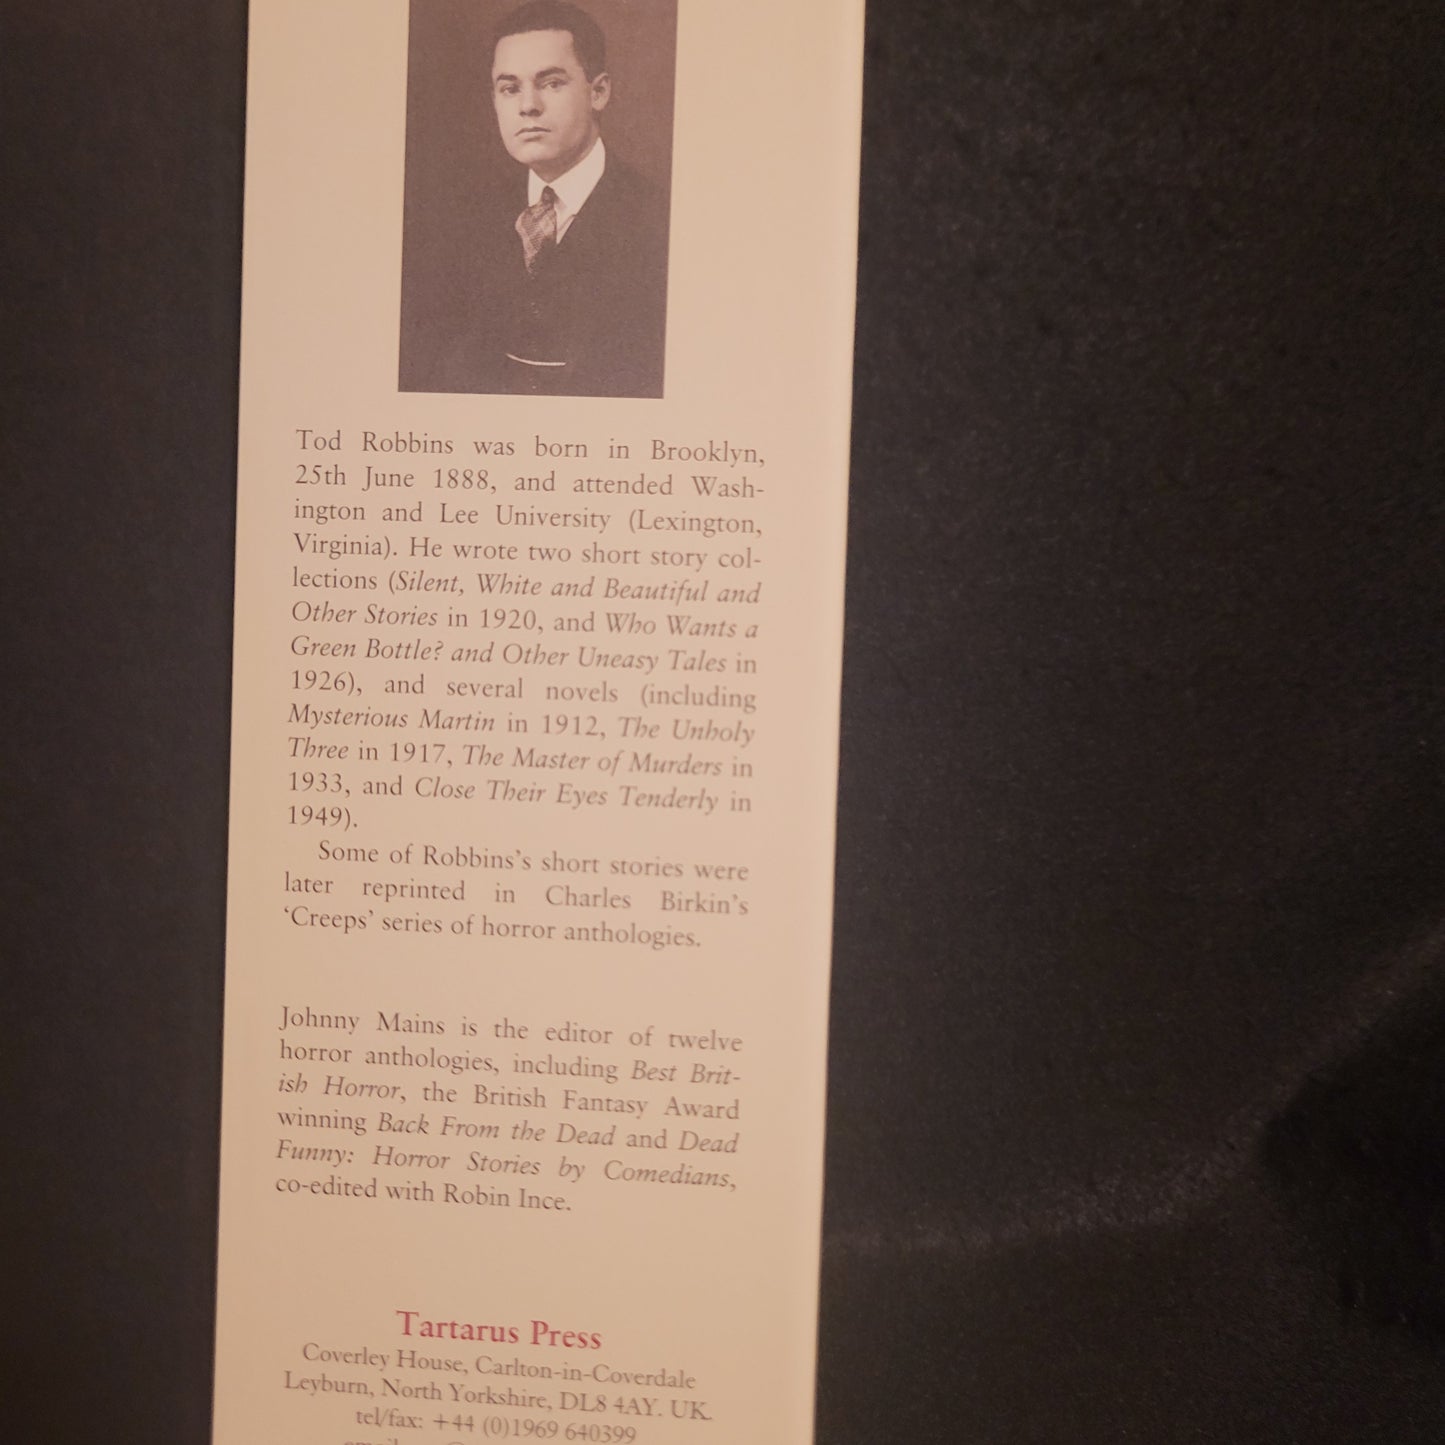 Tod Robbins was born in Brooklyn,
25th June 1888, and attended Wash-
ington and Lee University (Lexington,
Virginia). He wrote two short story col-
lections (Silent, White and Beautiful and
Other Stories in 1920, and Who Wants a
Green Bottle? and Other Uneasy Tales in
1926), and several novels (including
Mysterious Martin in 1912, The Unholy
Three in 1917, The Master of Murders in
1933, and Close Their Eyes Tenderly in
1949).
Some of Robbins's short stories were
later reprinted in Charles Birkin's
‘Creeps’ series of horror anthologies.
Johnny Mains is the editor of twelve
horror anthologies, including Best Brit-
ish Horror, the British Fantasy Award
winning Back From the Dead and Dead
Funny: Horror Stories by Comedians,
co-edited with Robin Ince.
Tartarus Press
Coverley House, Carlton-in-Coverdale
Leyburn, North Yorkshire, DL8 4AY. UK.
tel/fax: +44 (0)1969 640399